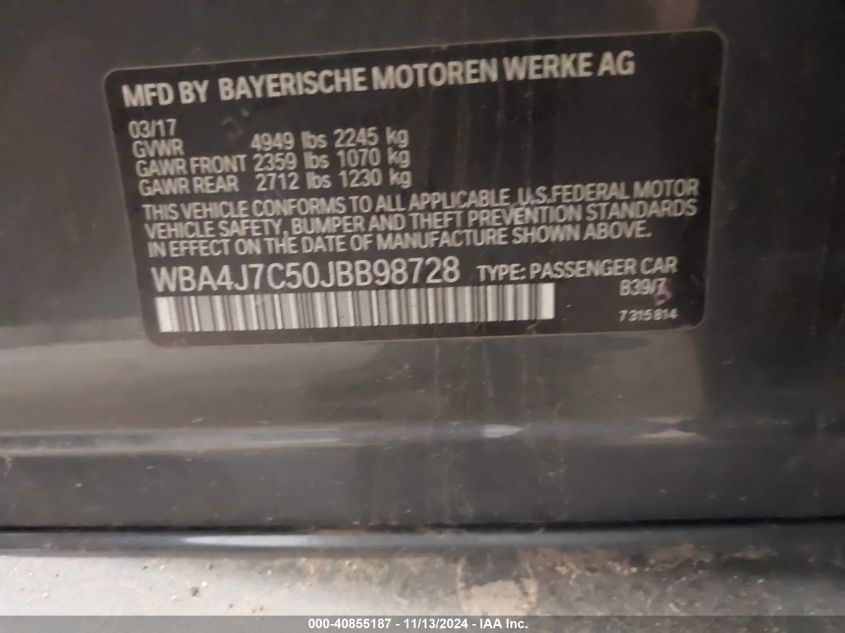 MFD BY BAYERISCHE MOTOREN WERKE AG
03/17
GVWR 4949 lbs 2245 kg
GAWR FRONT 2359 lbs 1070 kg
GAWR REAR 2712 lbs 1230 kg
THIS VEHICLE CONFORMS TO ALL APPLICABLE U.S.FEDERAL MOTOR
VEHICLE SAFETY, BUMPER AND THEFT PREVENTION STANDARDS
IN EFFECT ON THE DATE OF MANUFACTURE SHOWN ABOVE.
WBA4J7C50JBB98728 TYPE: PASSENGER CAR
B39/7
7 315 814
000-40855187 - 11/13/2024 - IAA, Inc.